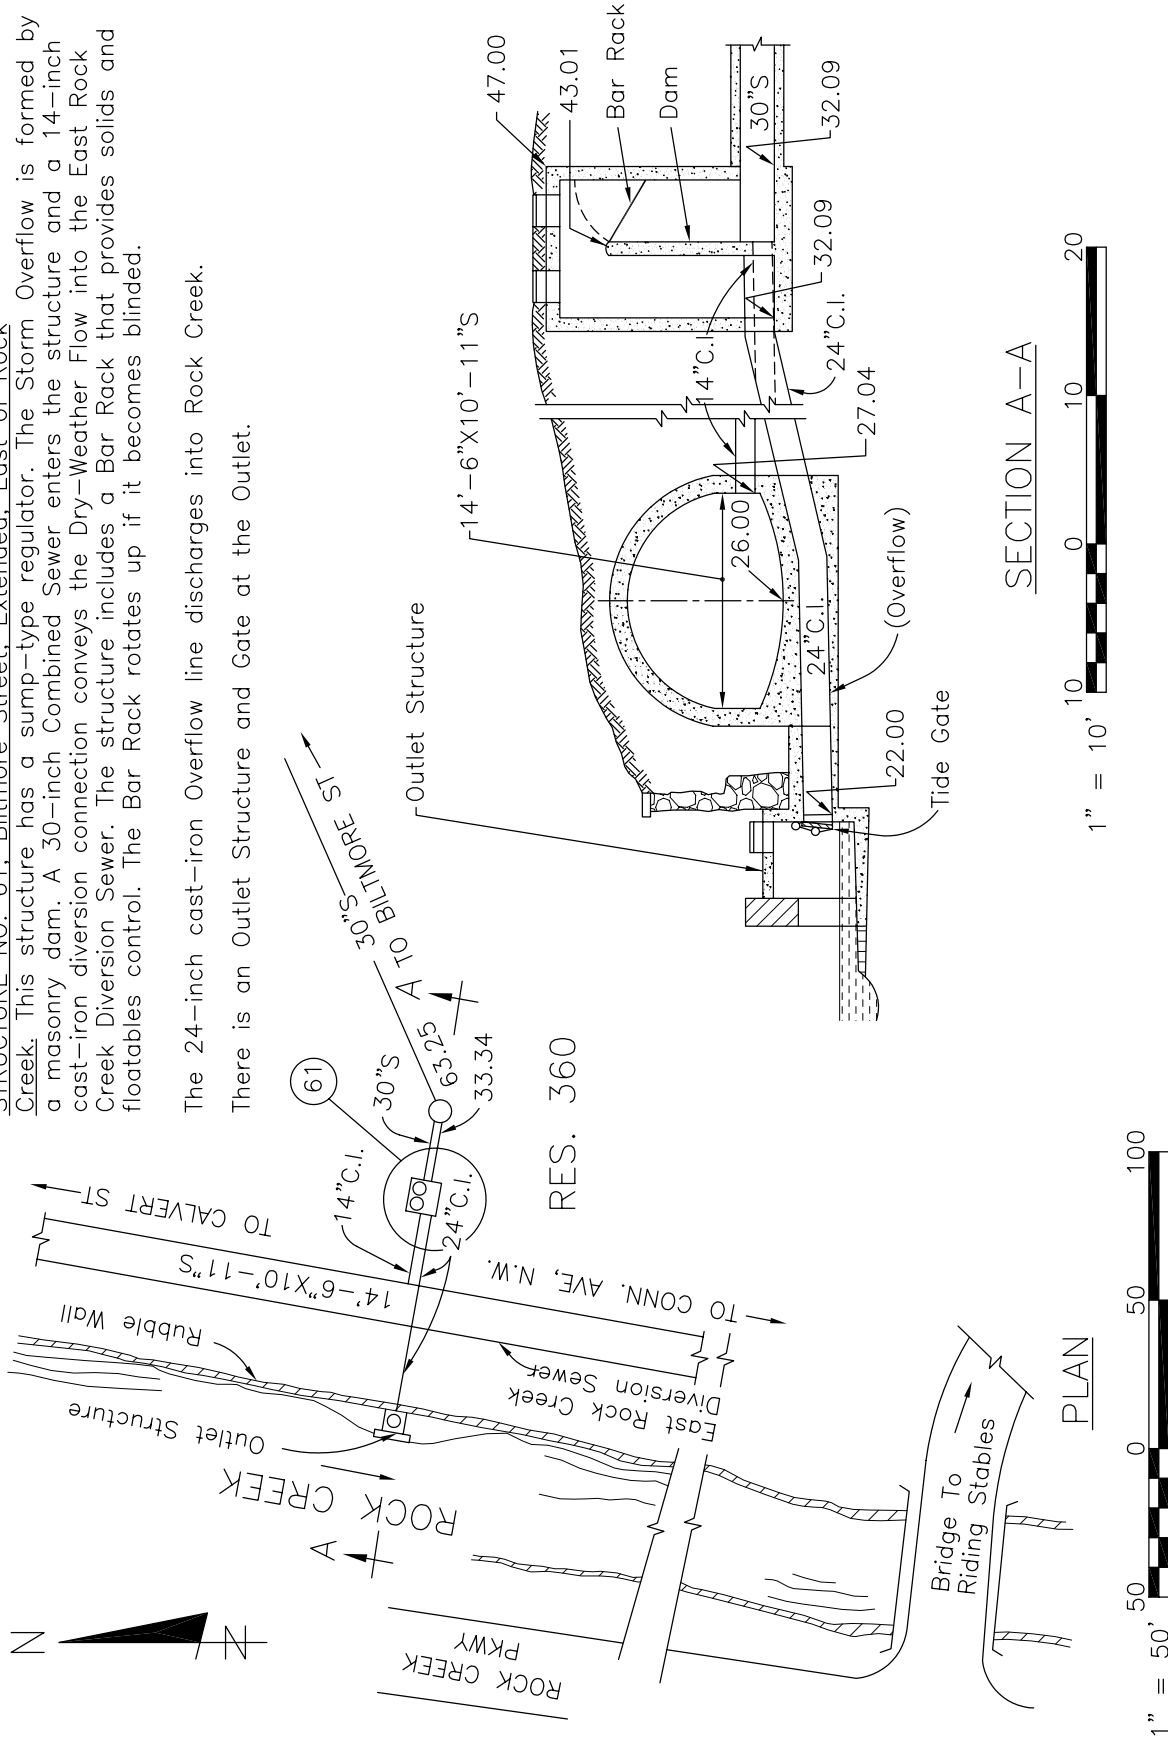 STRUCTURE NO. 61, Biltmore Street, Extended, East of Rock
Creek. This structure has a sump-type regulator. The Storm Overflow is formed by
a masonry dam. A 30-inch Combined Sewer enters the structure and a 14-inch
cast-iron diversion connection conveys the Dry-Weather Flow into the East Rock
Creek Diversion Sewer. The structure includes a Bar Rack that provides solids and
floatables control. The Bar Rack rotates up if it becomes blinded.
The 24-inch cast-iron Overflow line discharges into Rock Creek.
There is an Outlet Structure and Gate at the Outlet.
N
N
ROCK CREEK
PKWY
A
ROCK CREEK
Outlet Structure
Rubble Wall
14'-6"X10'-11"S
TO CALVERT ST
East Rock Creek
Diversion Sewer
TO CONN. AVE, N.W.
14"C.I.
24"C.I.
61
30"S
63.25
33.34
A
30"S
TO BILTMORE ST
RES. 360
Bridge To
Riding Stables
PLAN
1" = 50'
50
0
50
100
Outlet Structure
14'-6"X10'-11"S
47.00
43.01
Bar Rack
Dam
30"S
32.09
32.09
14"C.I.
24"C.I.
27.04
26.00
24"C.I.
(Overflow)
22.00
Tide Gate
SECTION A-A
1" = 10'
10
0
10
20